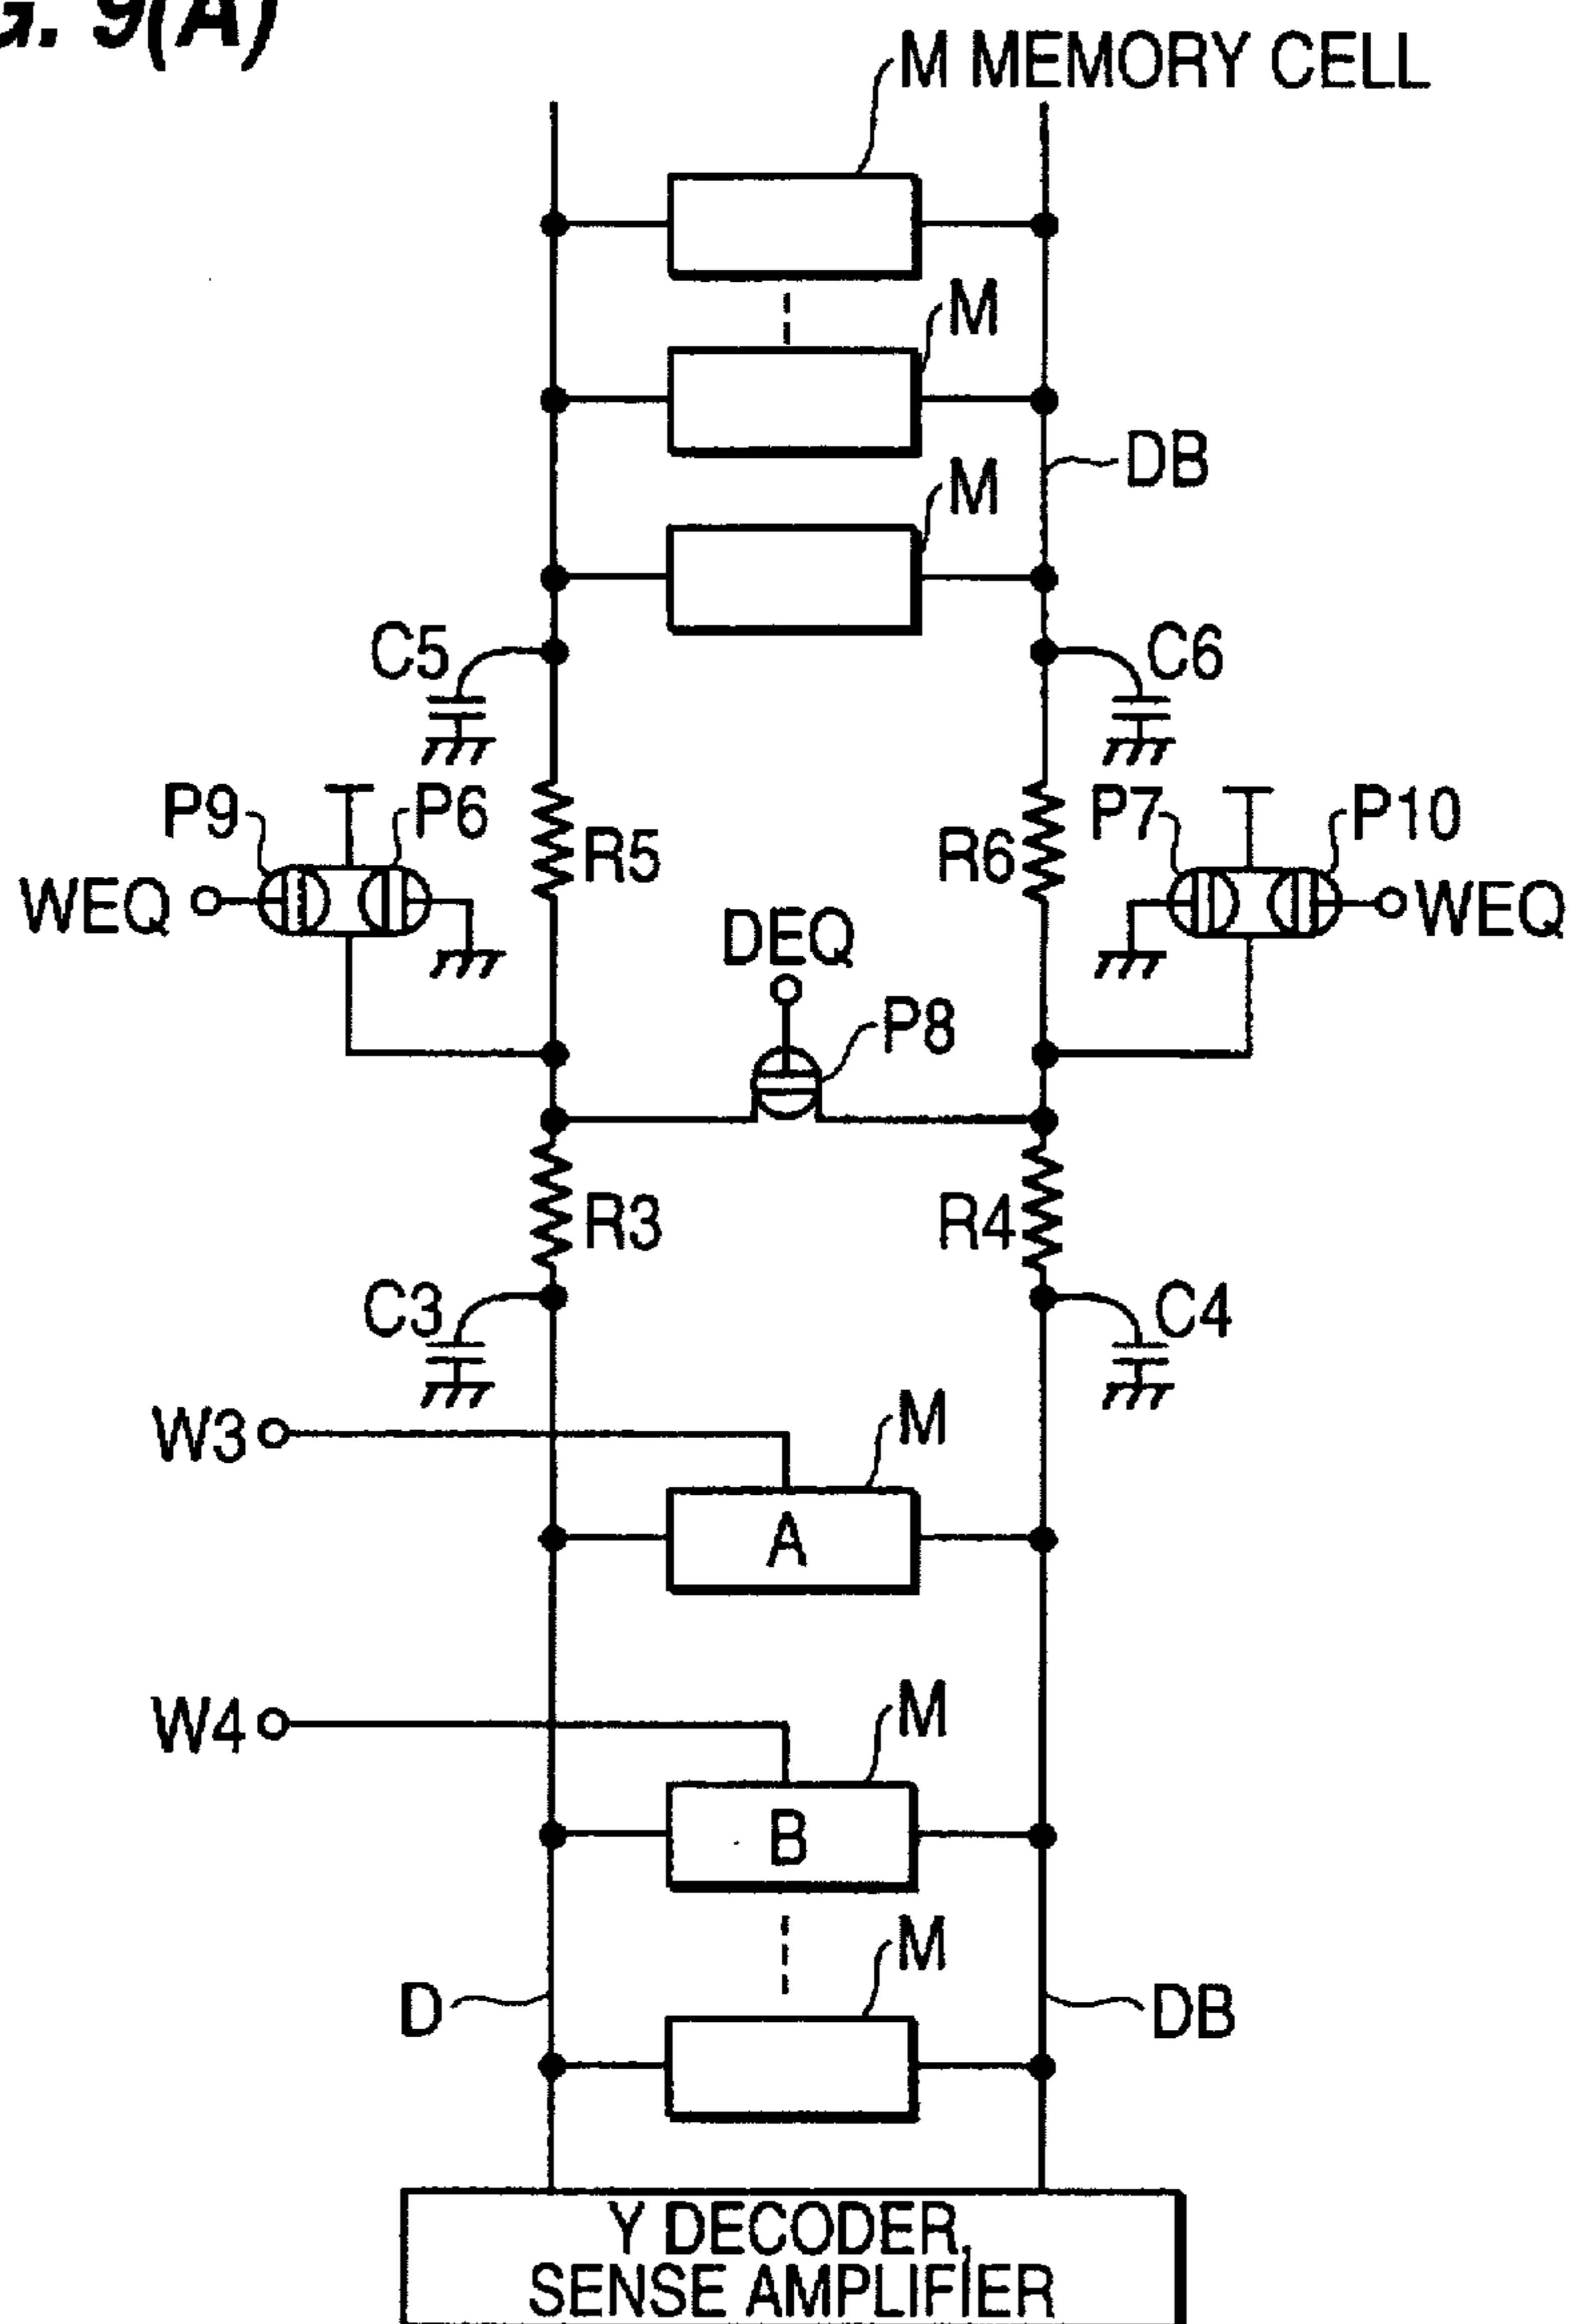 9(A)
M MEMORY CELL
M
DB
M
C5
C6
P9
P6
P7
P10
R5
R6
WEQ
WEQ
DEQ
P8
R3
R4
C3
C4
W3
M
A
W4
M
B
M
D
DB
Y DECODER,
SENSE AMPLIFIER